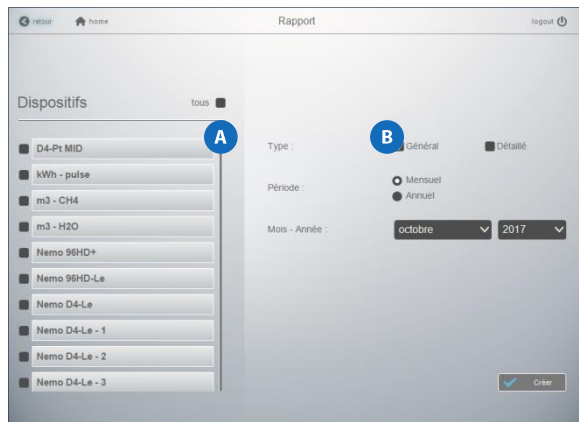 retour home Rapport logout
Dispositifs tous
A
B
D4-Pt MID
kWh - pulse
m3 - CH4
m3 - H2O
Nemo 96HD+
Nemo 96HD-Le
Nemo D4-Le
Nemo D4-Le - 1
Nemo D4-Le - 2
Nemo D4-Le - 3
Type : Général Détaillé
Période : Mensuel
Annuel
Mois - Année : octobre 2017
Créer